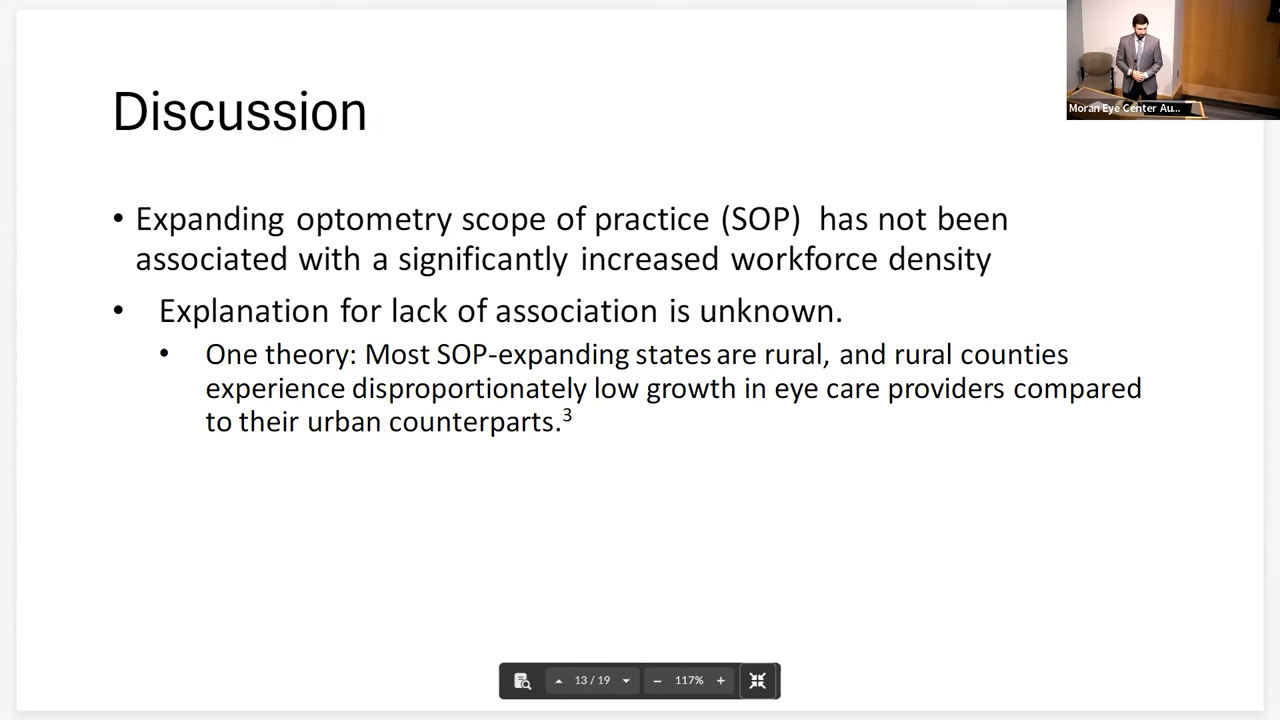 Discussion
Moran Eye Center Au...
• Expanding optometry scope of practice (SOP)  has not been
associated with a significantly increased workforce density
• Explanation for lack of association is unknown.
• One theory: Most SOP-expanding states are rural, and rural counties
experience disproportionately low growth in eye care providers compared
to their urban counterparts.³
13 / 19
117%